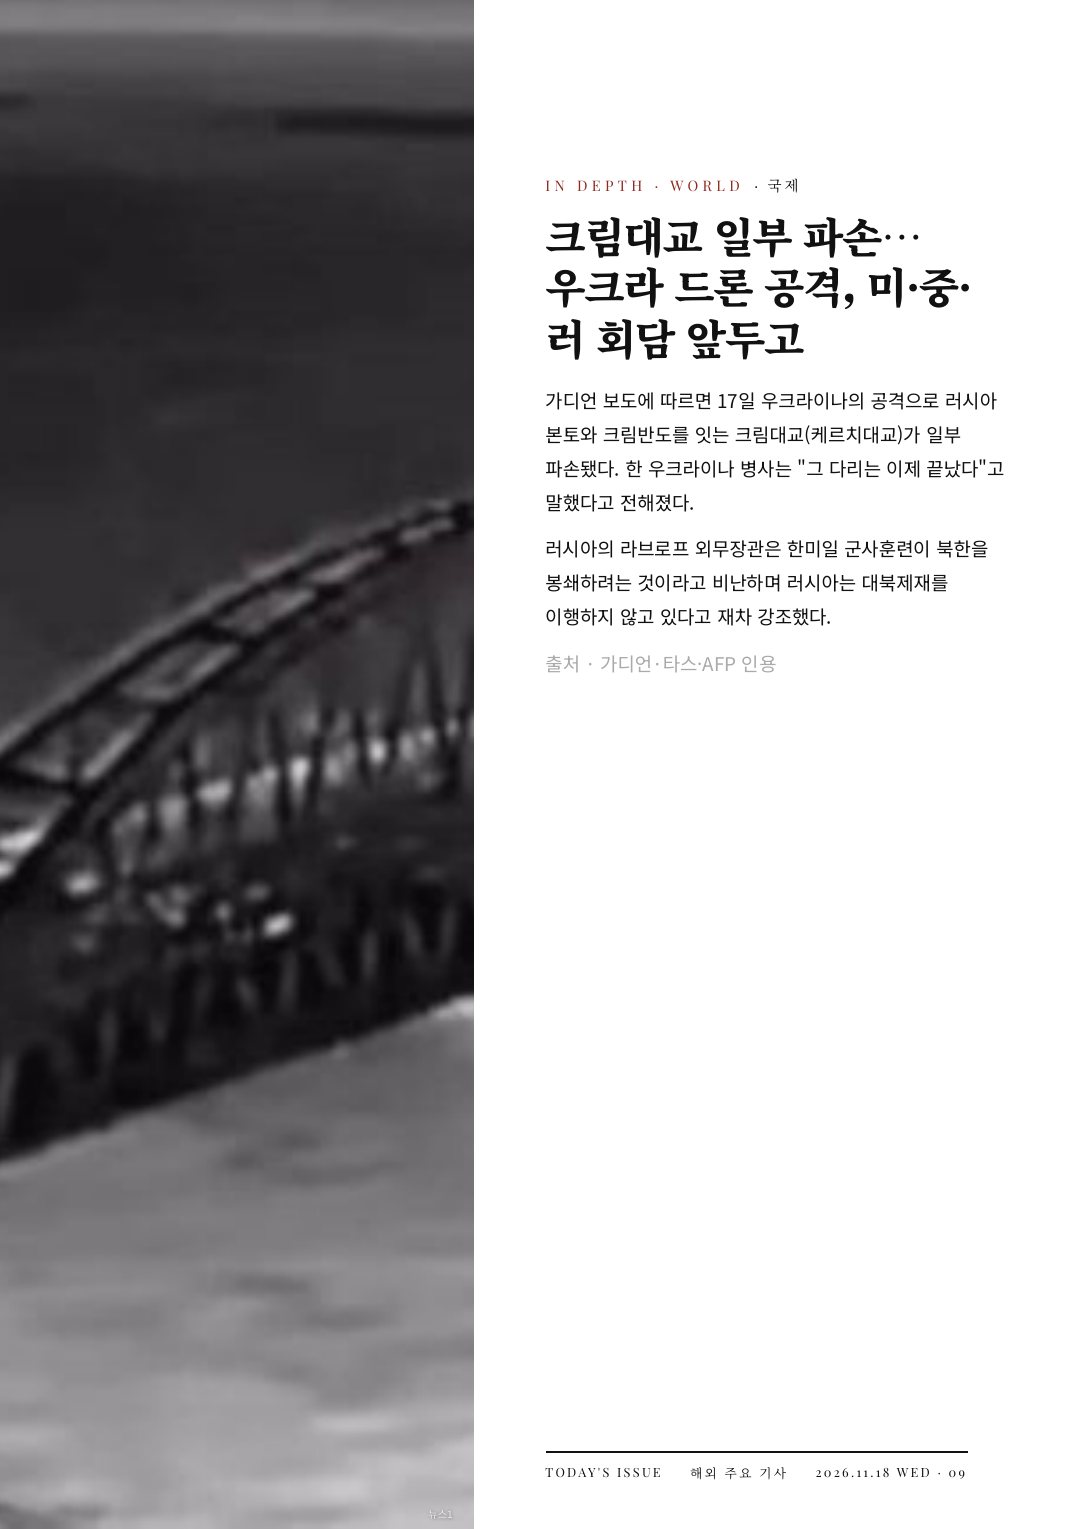 IN DEPTH · WORLD · 국제
크림대교 일부 파손…
우크라 드론 공격, 미·중·
러 회담 앞두고
가디언 보도에 따르면 17일 우크라이나의 공격으로 러시아
본토와 크림반도를 잇는 크림대교(케르치대교)가 일부
파손됐다. 한 우크라이나 병사는 "그 다리는 이제 끝났다"고
말했다고 전해졌다.
러시아의 라브로프 외무장관은 한미일 군사훈련이 북한을
봉쇄하려는 것이라고 비난하며 러시아는 대북제재를
이행하지 않고 있다고 재차 강조했다.
출처 · 가디언·타스·AFP 인용
TODAY'S ISSUE 해외 주요 기사 2026.11.18 WED · 09
뉴스1